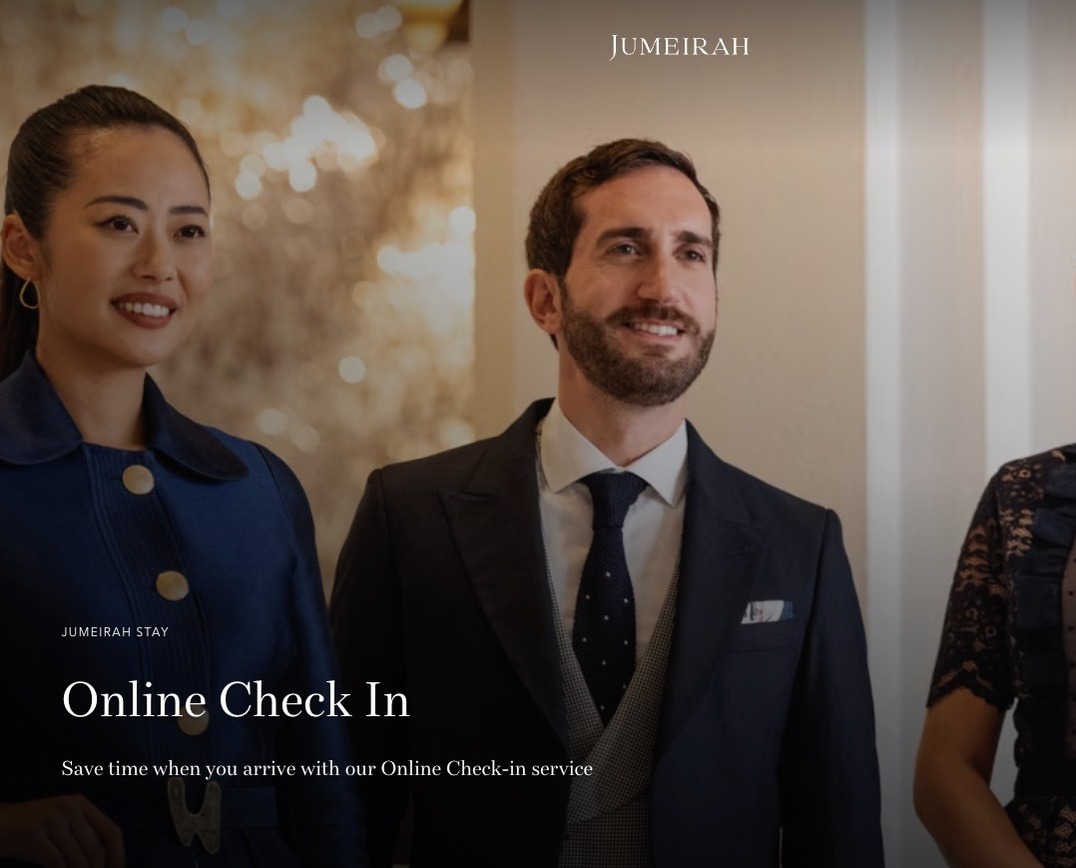 JUMEIRAH
JUMEIRAH STAY
Online Check In
Save time when you arrive with our Online Check-in service